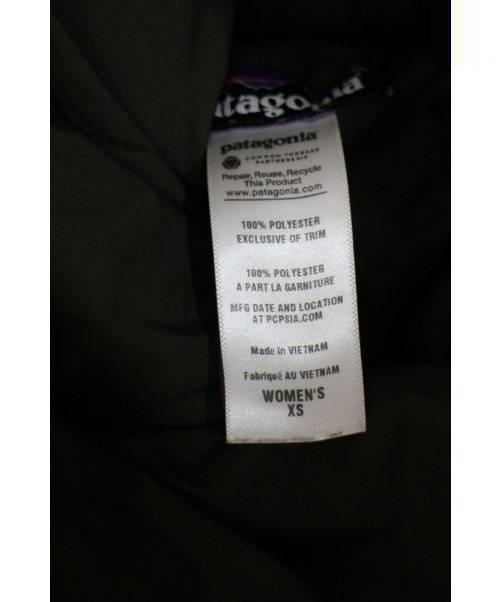 patagonia
patagonia
COMMON THREADS
PARTNERSHIP
Repair, Reuse, Recycle
This Product
www.patagonia.com
100% POLYESTER
EXCLUSIVE OF TRIM
100% POLYESTER
A PART LA GARNITURE
MFG DATE AND LOCATION
AT PCPSIA.COM
Made in VIETNAM
Fabriqué AU VIETNAM
WOMEN'S
XS